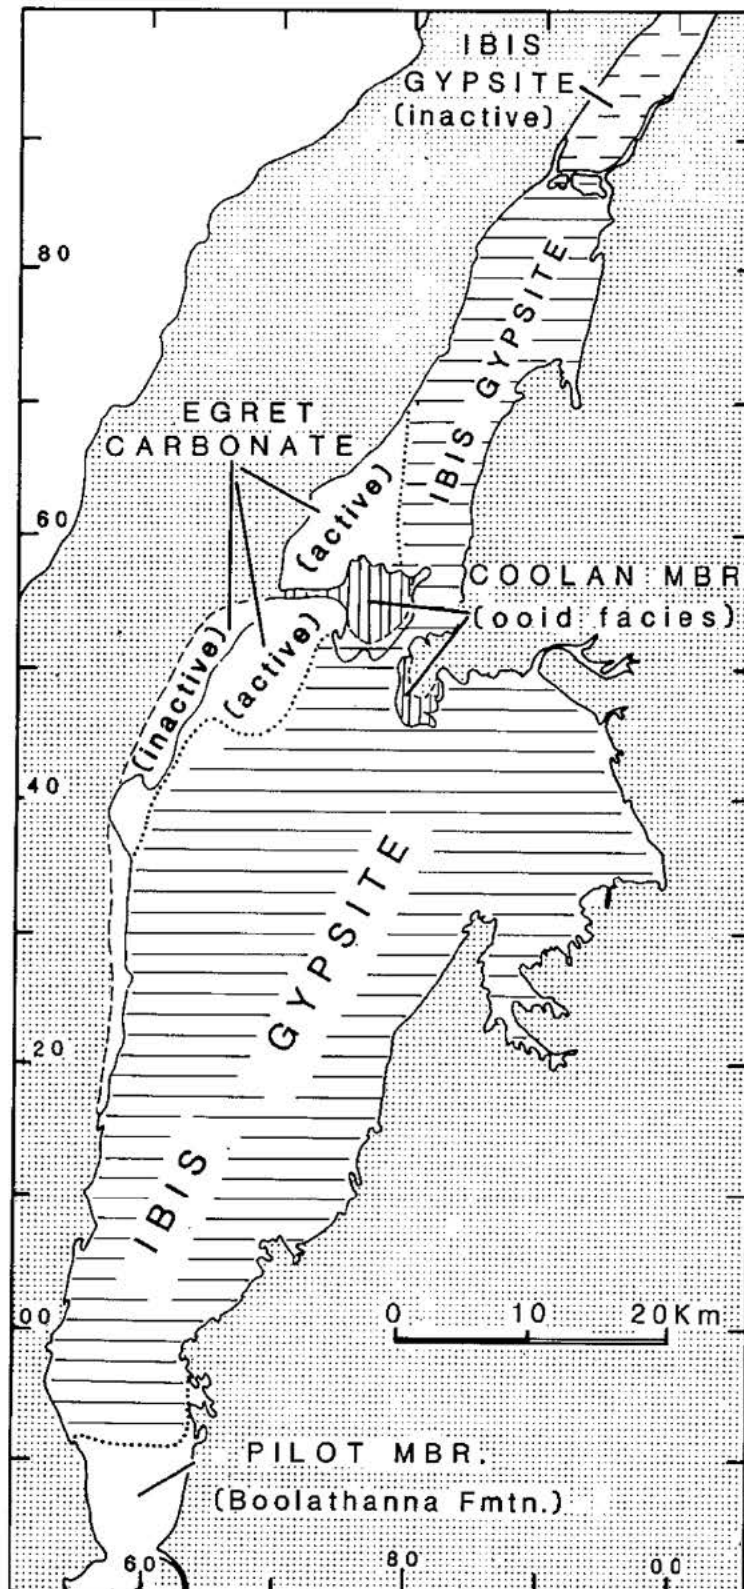 IBIS
GYPSITE
(inactive)
80
IBIS GYPSITE
EGRET
CARBONATE
(active)
60
COOLAN MBR
(ooid facies)
(inactive)
(active)
40
IBIS GYPSITE
20
00
0 10 20Km
PILOT MBR.
(Boolathanna Fmtn.)
60 80 00